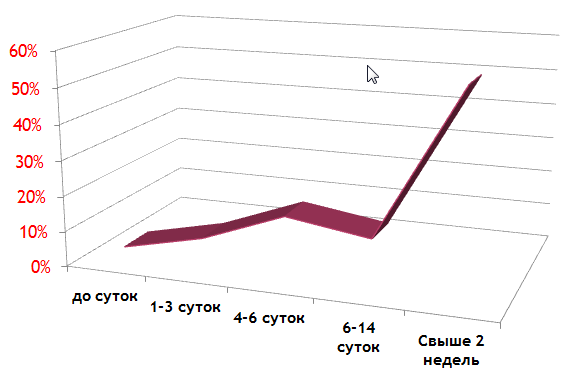 60%
50%
40%
30%
20%
10%
0%
до суток
1-3 суток
4-6 суток
6-14
суток
Свыше 2
недель